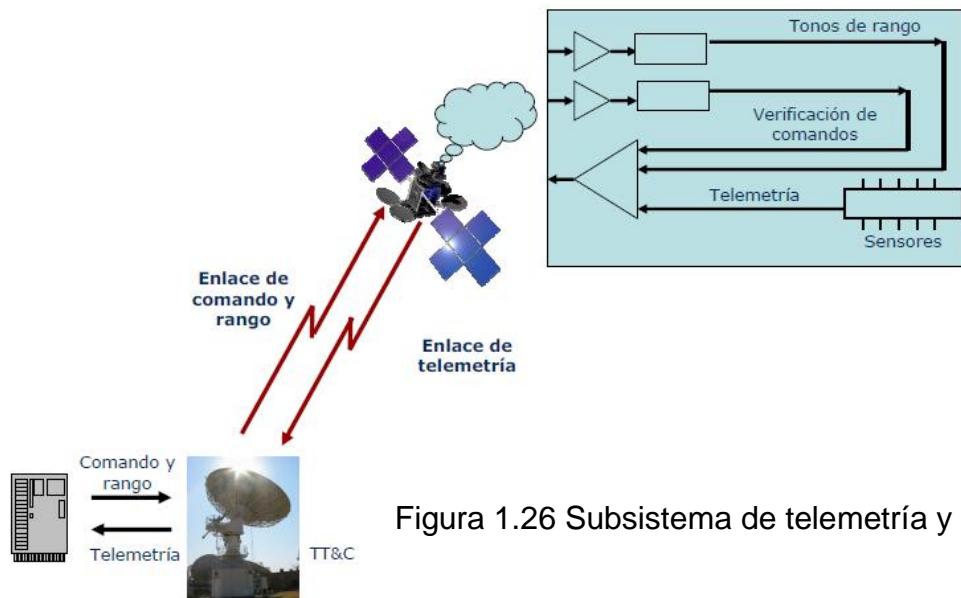 Tonos de rango
Verificación de
comandos
Telemetría
Sensores
Enlace de
comando y
rango
Enlace de
telemetría
Comando y
rango
Telemetría
TT&C
Figura 1.26 Subsistema de telemetría y